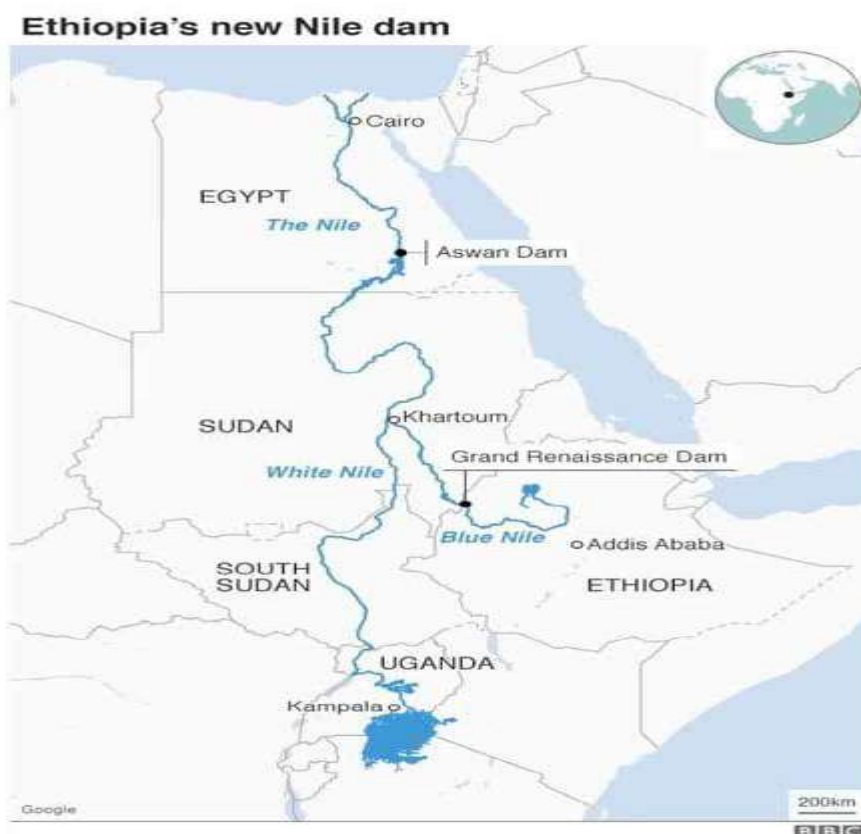 Ethiopia's new Nile dam
Cairo
EGYPT
The Nile
Aswan Dam
Khartoum
SUDAN
Grand Renaissance Dam
White Nile
Blue Nile
Addis Ababa
SOUTH
SUDAN
ETHIOPIA
UGANDA
Kampala
Google
200km
BBC